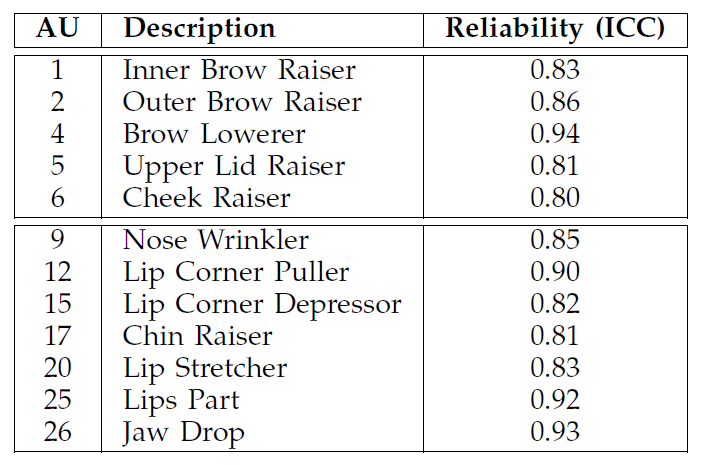 AU Description Reliability (ICC)
1 Inner Brow Raiser 0.83
2 Outer Brow Raiser 0.86
4 Brow Lowerer 0.94
5 Upper Lid Raiser 0.81
6 Cheek Raiser 0.80
9 Nose Wrinkler 0.85
12 Lip Corner Puller 0.90
15 Lip Corner Depressor 0.82
17 Chin Raiser 0.81
20 Lip Stretcher 0.83
25 Lips Part 0.92
26 Jaw Drop 0.93